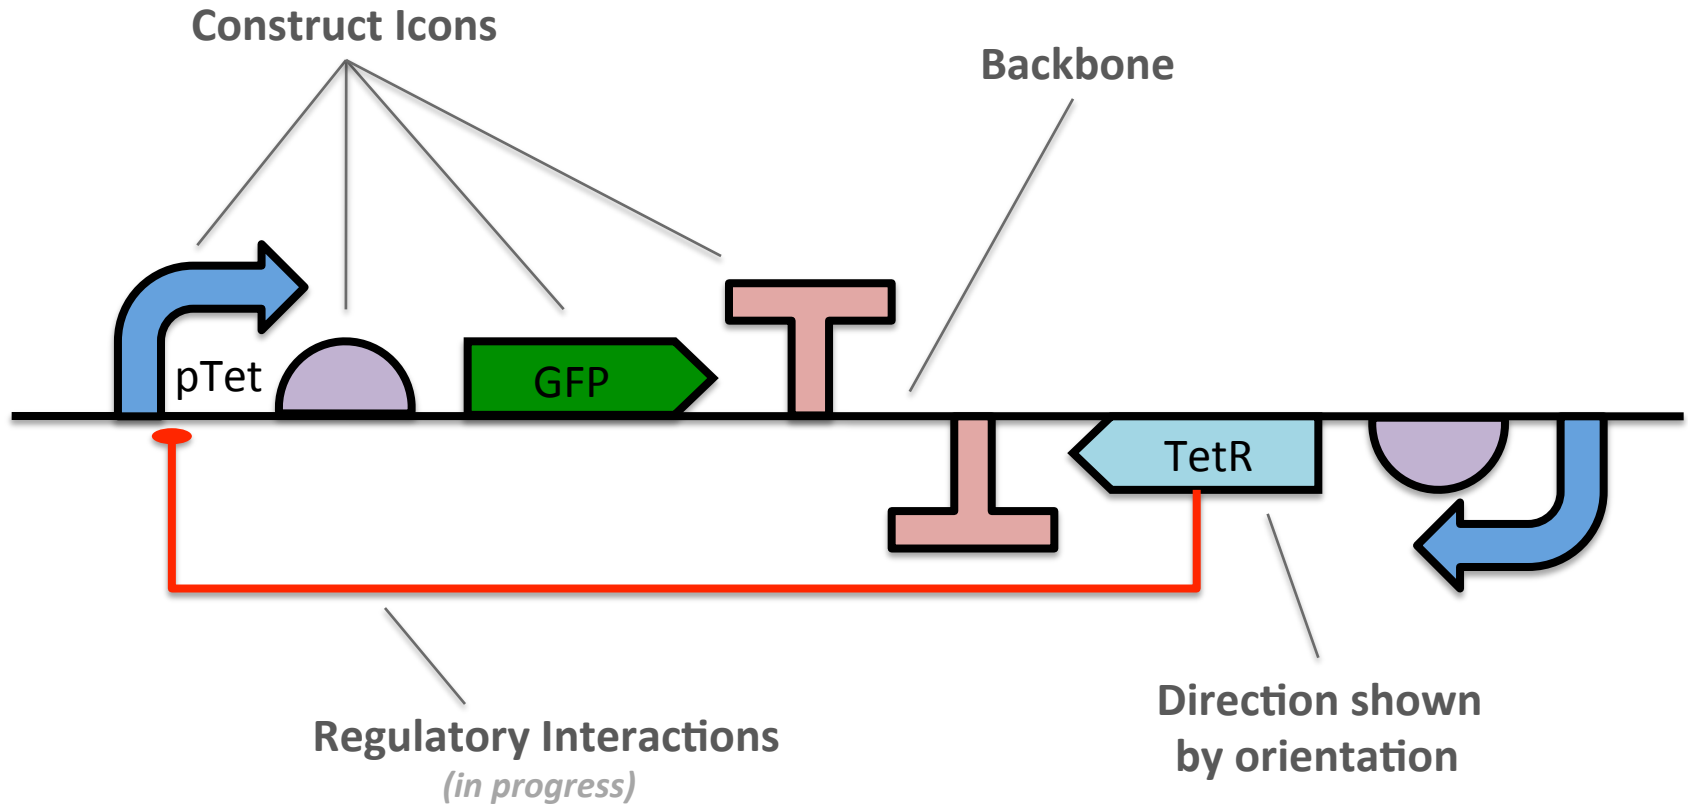 Construct Icons
Backbone
pTet
GFP
TetR
Regulatory Interactions
(in progress)
Direction shown
by orientation